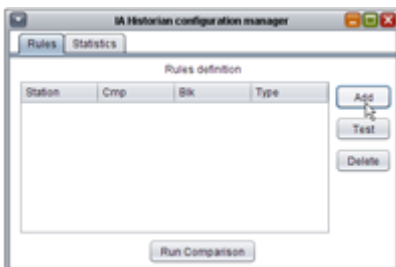 IA Historian configuration manager
Rules Statistics
Rules definition
Station Cmp Blk Type
Add
Test
Delete
Run Comparison